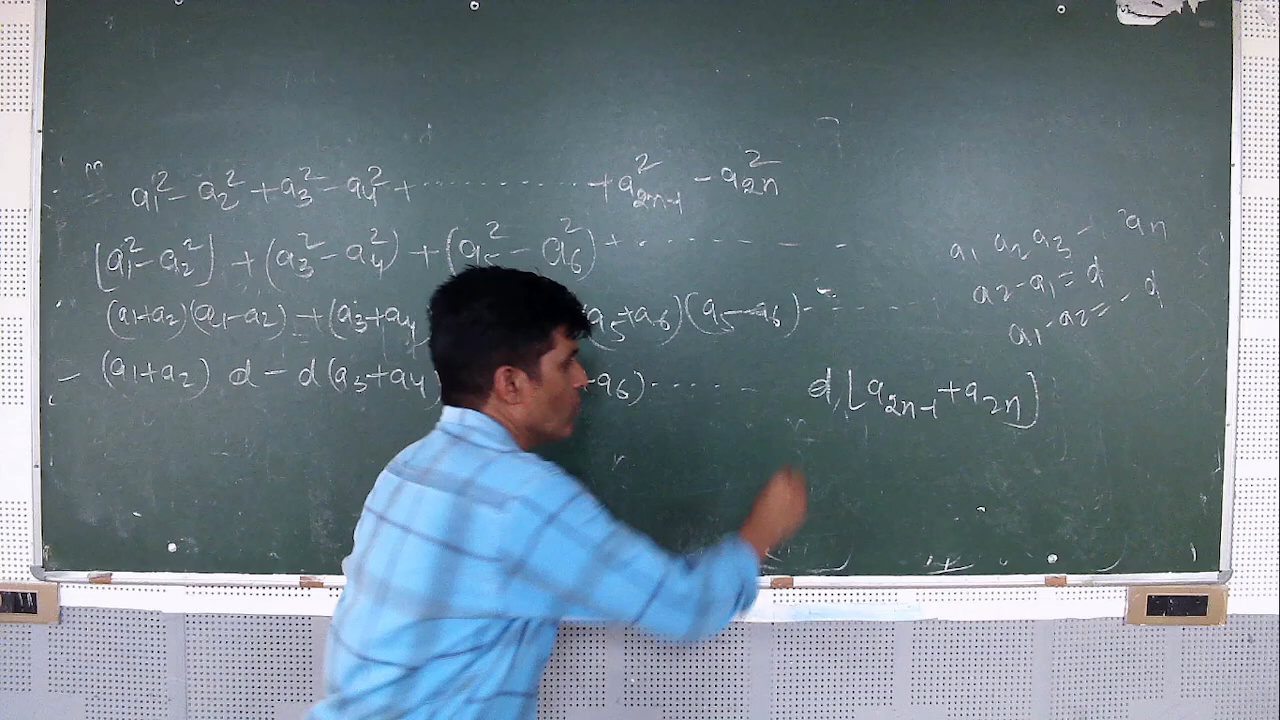 a₁² - a₂² + a₃² - a₄² + ............ + a²₂ₙ₋₁ - a²₂ₙ
[a₁² - a₂²] + (a₃² - a₄²) + (a₅² - a₆²) + . . . . - - -
(a₁+a₂)(a₁-a₂) + (a₃+a₄ a₅+a₆)(a₅-a₆) - . . . . .
- (a₁+a₂) d - d(a₃+a₄ a₆) . . . . . - d,[a₂ₙ₋₁ + a₂ₙ]
a₁ a₂ a₃ - - aₙ
a₂-a₁ = d
a₁-a₂ = -d